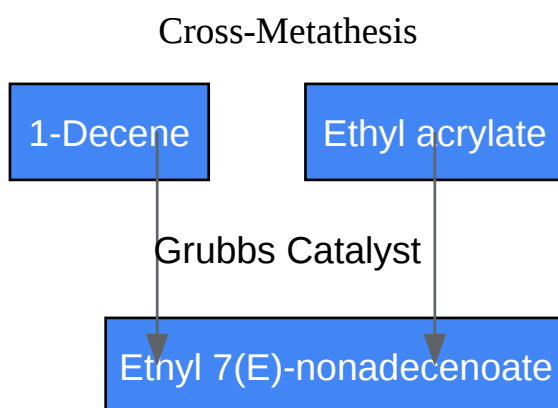 Cross-Metathesis
1-Decene
Ethyl acrylate
Grubbs Catalyst
Ethyl 7(E)-nonadecenoate